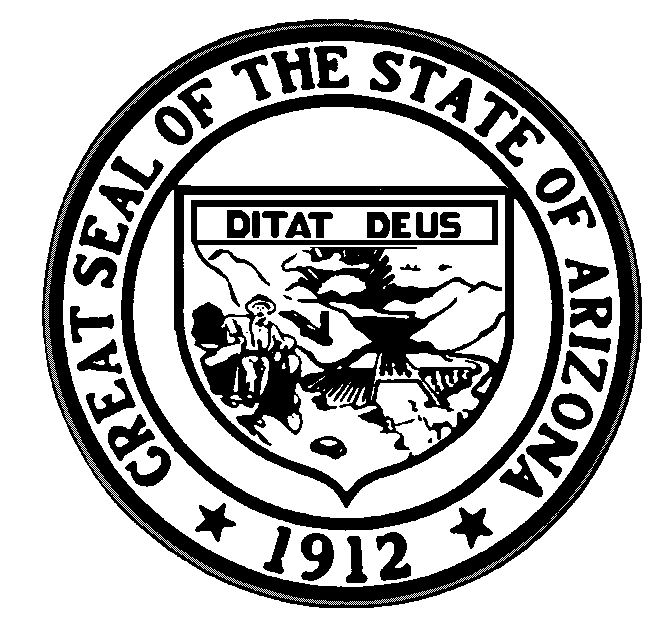 GREAT SEAL OF THE STATE OF ARIZONA
DITAT DEUS
1912